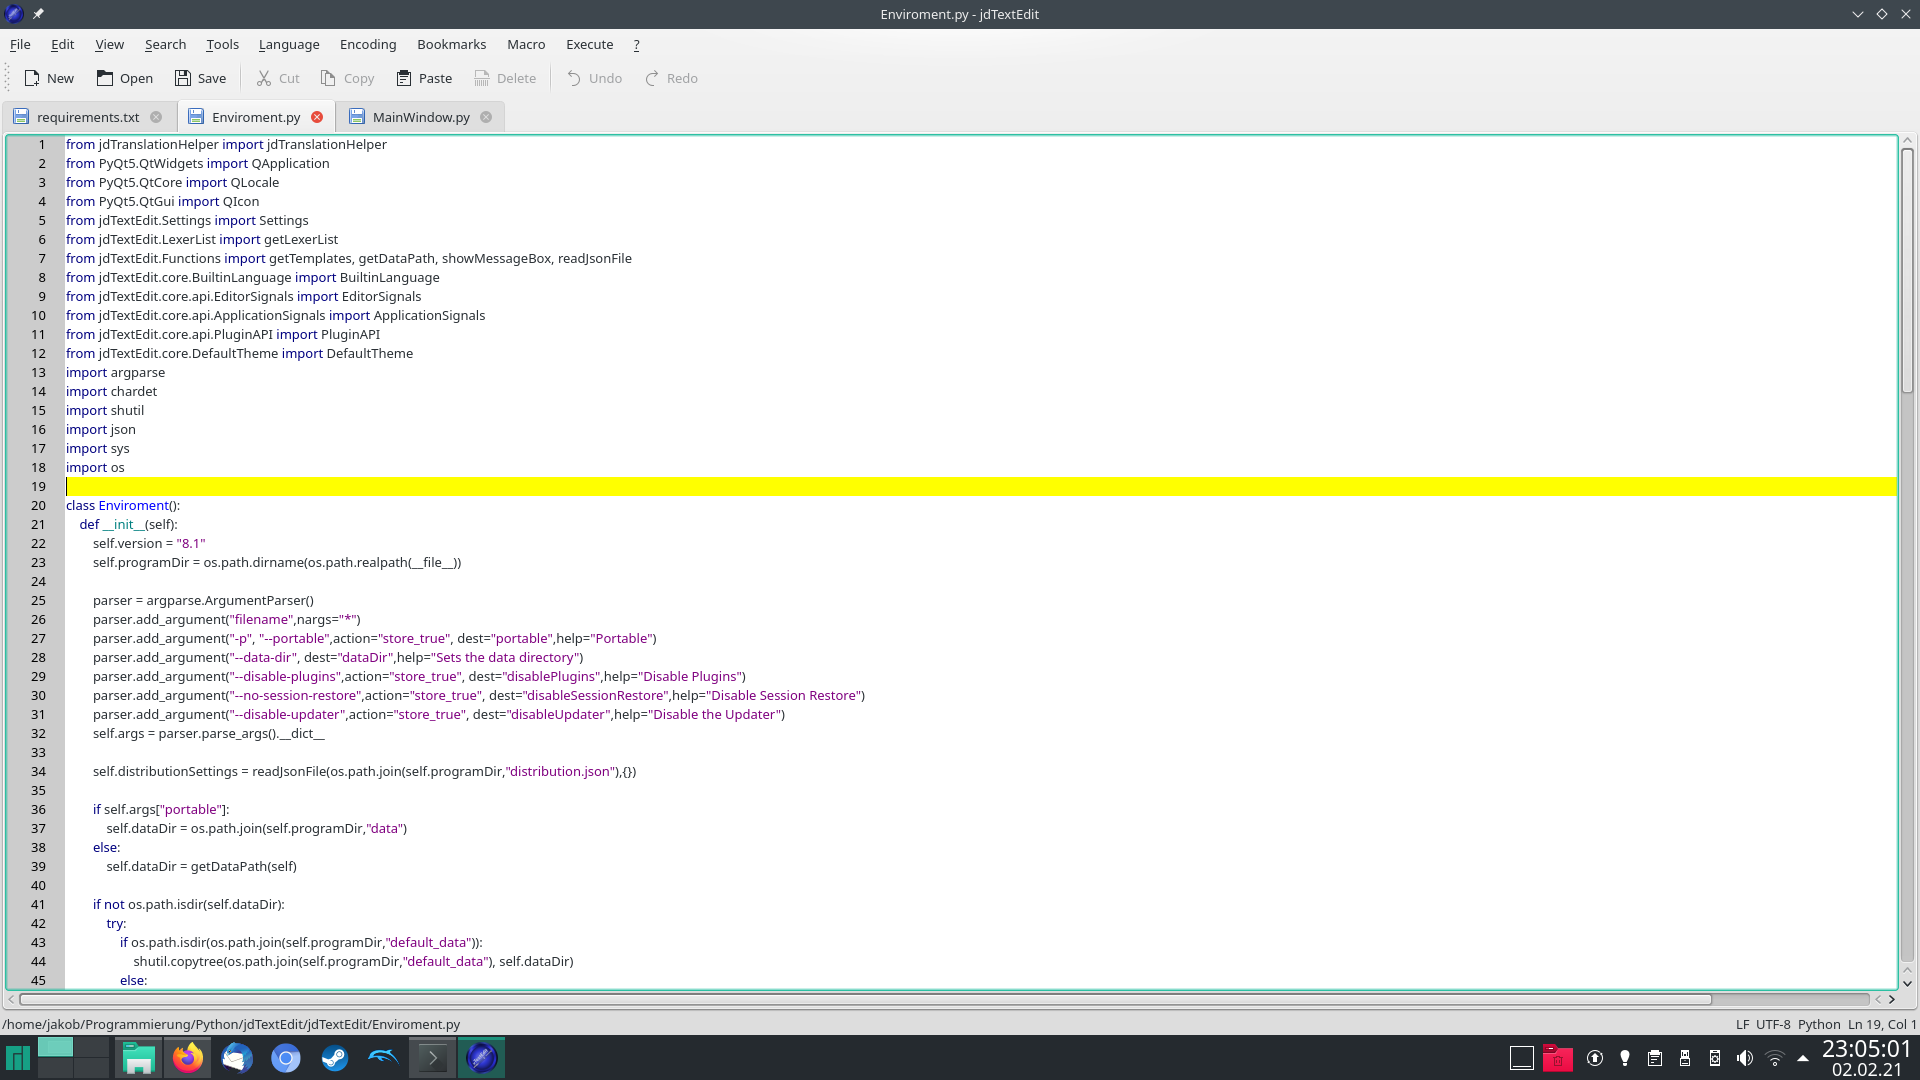 Enviroment.py - jdTextEdit
File Edit View Search Tools Language Encoding Bookmarks Macro Execute ?
New Open Save Cut Copy Paste Delete Undo Redo
requirements.txt Enviroment.py MainWindow.py
1 from jdTranslationHelper import jdTranslationHelper
2 from PyQt5.QtWidgets import QApplication
3 from PyQt5.QtCore import QLocale
4 from PyQt5.QtGui import QIcon
5 from jdTextEdit.Settings import Settings
6 from jdTextEdit.LexerList import getLexerList
7 from jdTextEdit.Functions import getTemplates, getDataPath, showMessageBox, readJsonFile
8 from jdTextEdit.core.BuiltinLanguage import BuiltinLanguage
9 from jdTextEdit.core.api.EditorSignals import EditorSignals
10 from jdTextEdit.core.api.ApplicationSignals import ApplicationSignals
11 from jdTextEdit.core.api.PluginAPI import PluginAPI
12 from jdTextEdit.core.DefaultTheme import DefaultTheme
13 import argparse
14 import chardet
15 import shutil
16 import json
17 import sys
18 import os
19
20 class Enviroment():
21     def __init__(self):
22         self.version = "8.1"
23         self.programDir = os.path.dirname(os.path.realpath(__file__))
24
25         parser = argparse.ArgumentParser()
26         parser.add_argument("filename",nargs="*")
27         parser.add_argument("-p", "--portable",action="store_true", dest="portable",help="Portable")
28         parser.add_argument("--data-dir", dest="dataDir",help="Sets the data directory")
29         parser.add_argument("--disable-plugins",action="store_true", dest="disablePlugins",help="Disable Plugins")
30         parser.add_argument("--no-session-restore",action="store_true", dest="disableSessionRestore",help="Disable Session Restore")
31         parser.add_argument("--disable-updater",action="store_true", dest="disableUpdater",help="Disable the Updater")
32         self.args = parser.parse_args().__dict__
33
34         self.distributionSettings = readJsonFile(os.path.join(self.programDir,"distribution.json"),{})
35
36         if self.args["portable"]:
37             self.dataDir = os.path.join(self.programDir,"data")
38         else:
39             self.dataDir = getDataPath(self)
40
41         if not os.path.isdir(self.dataDir):
42             try:
43                 if os.path.isdir(os.path.join(self.programDir,"default_data")):
44                     shutil.copytree(os.path.join(self.programDir,"default_data"), self.dataDir)
45                 else:
/home/jakob/Programmierung/Python/jdTextEdit/jdTextEdit/Enviroment.py LF UTF-8 Python Ln 19, Col 1
23:05:01
02.02.21